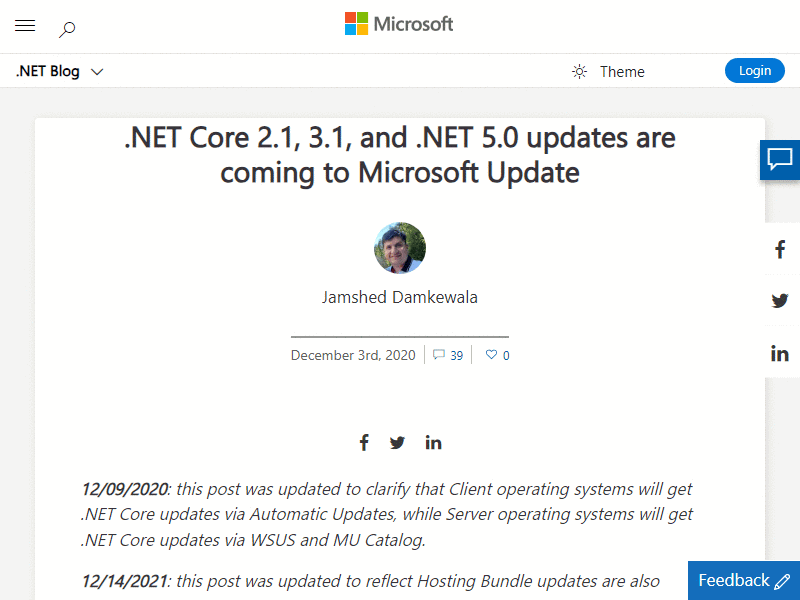 Microsoft
.NET Blog
Theme
Login
.NET Core 2.1, 3.1, and .NET 5.0 updates are
coming to Microsoft Update
Jamshed Damkewala
December 3rd, 2020
39
0
12/09/2020: this post was updated to clarify that Client operating systems will get
.NET Core updates via Automatic Updates, while Server operating systems will get
.NET Core updates via WSUS and MU Catalog.
12/14/2021: this post was updated to reflect Hosting Bundle updates are also
Feedback